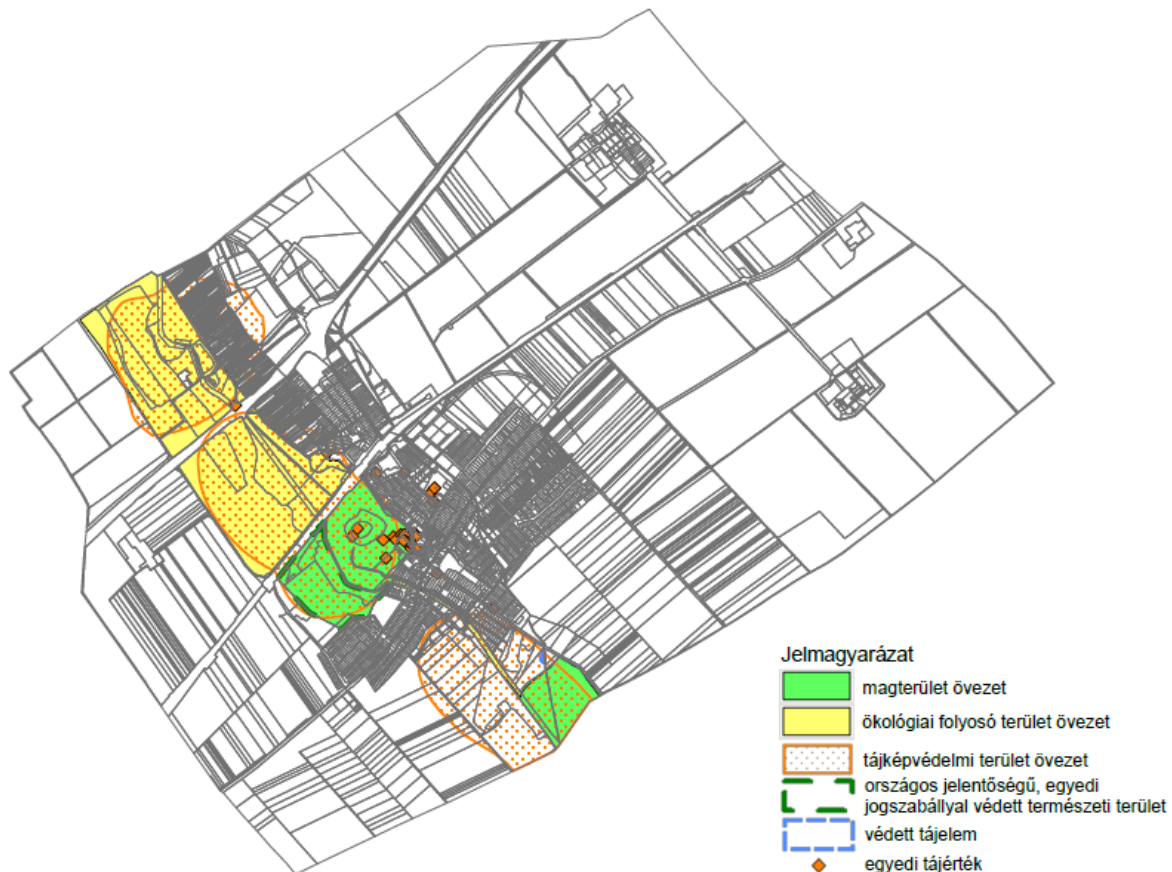 Jelmagyarázat
magterület övezet
ökológiai folyosó terület övezet
tájképvédelmi terület övezet
országos jelentőségű, egyedi
jogszabállyal védett természeti terület
védett tájelem
egyedi tájérték